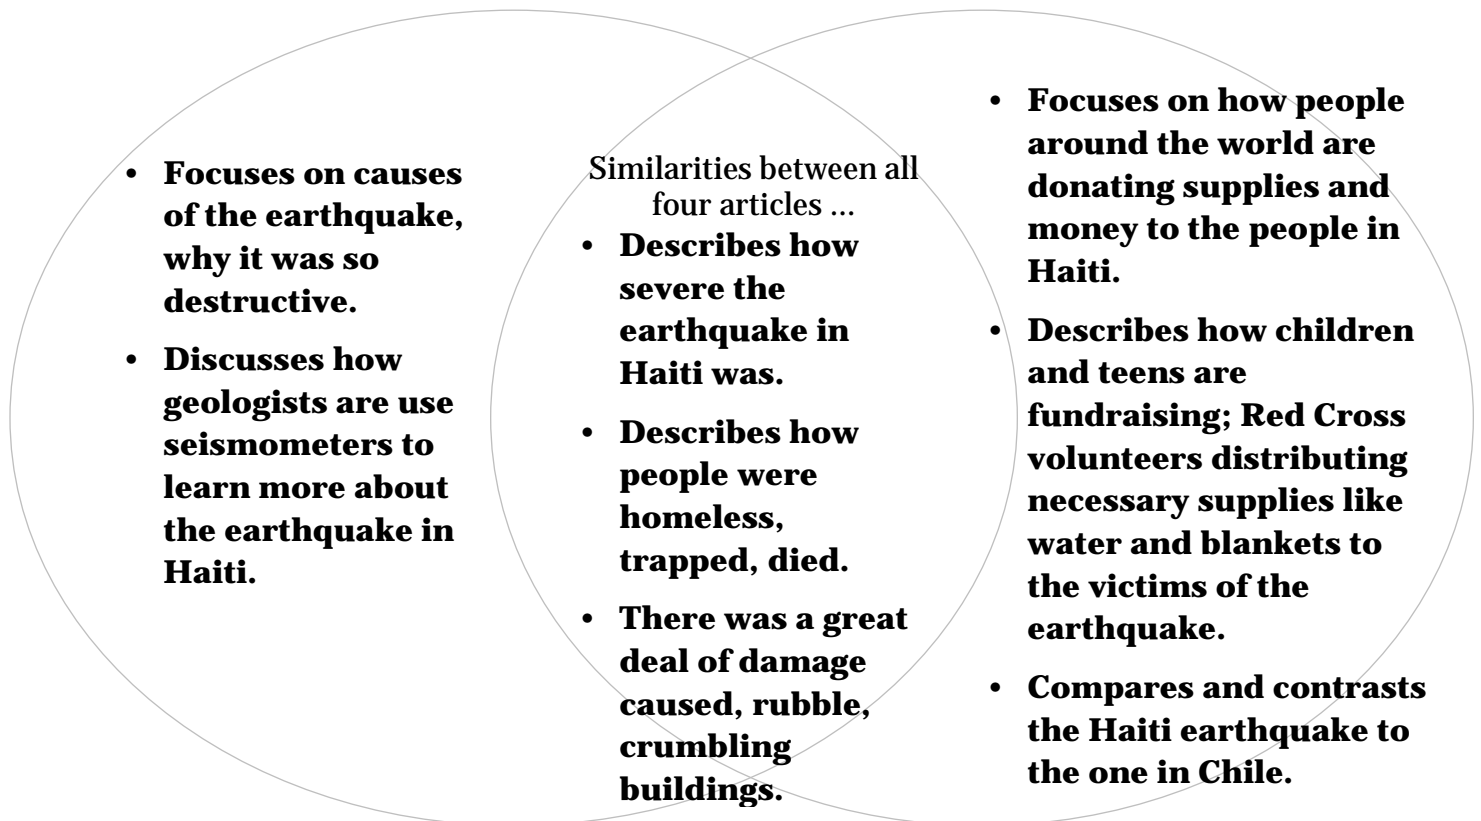 • Focuses on causes
of the earthquake,
why it was so
destructive.
• Discusses how
geologists are use
seismometers to
learn more about
the earthquake in
Haiti.
Similarities between all
four articles ...
• Describes how
severe the
earthquake in
Haiti was.
• Describes how
people were
homeless,
trapped, died.
• There was a great
deal of damage
caused, rubble,
crumbling
buildings.
• Focuses on how people
around the world are
donating supplies and
money to the people in
Haiti.
• Describes how children
and teens are
fundraising; Red Cross
volunteers distributing
necessary supplies like
water and blankets to
the victims of the
earthquake.
• Compares and contrasts
the Haiti earthquake to
the one in Chile.